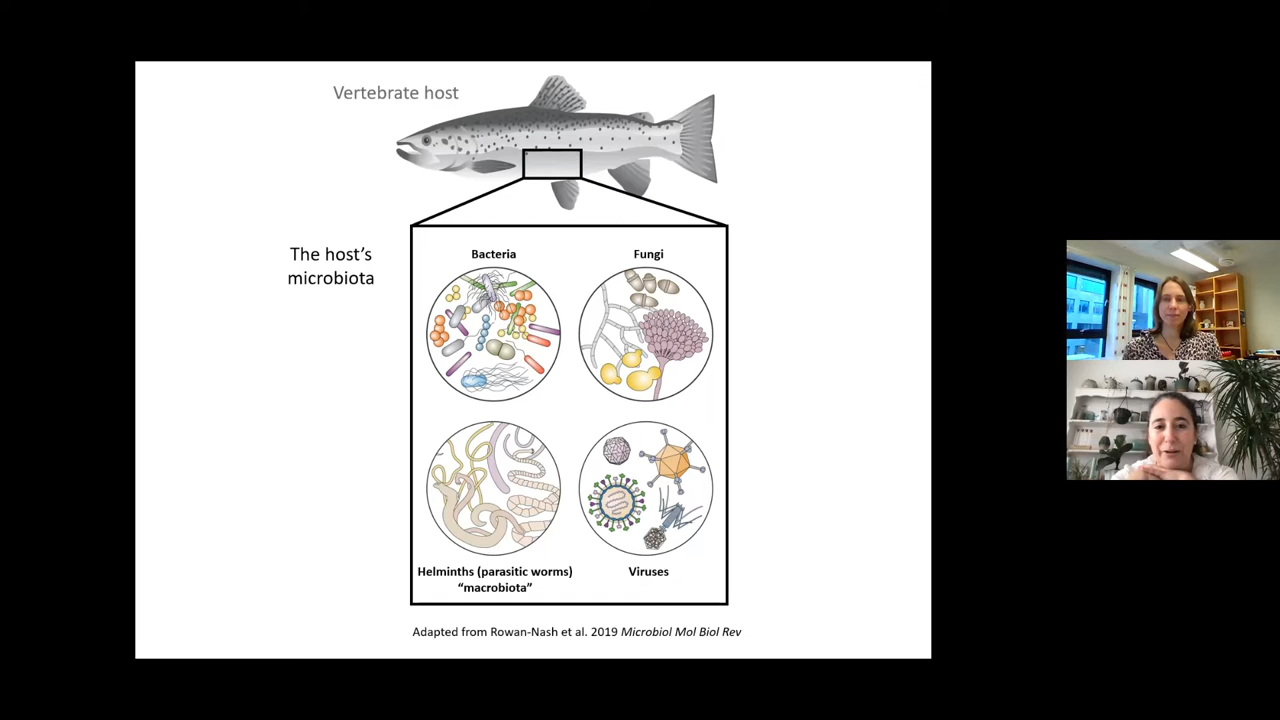 Vertebrate host
The host’s
microbiota
Bacteria
Fungi
Helminths (parasitic worms)
“macrobiota”
Viruses
Adapted from Rowan-Nash et al. 2019 Microbiol Mol Biol Rev